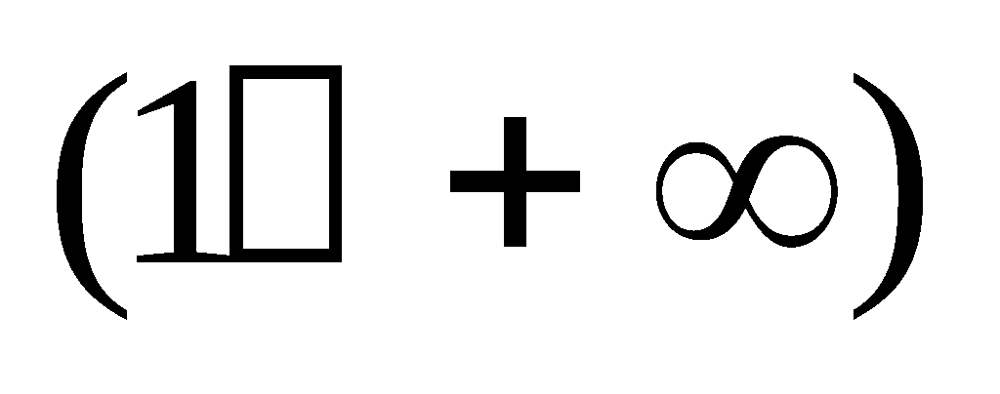 (1□ + ∞)